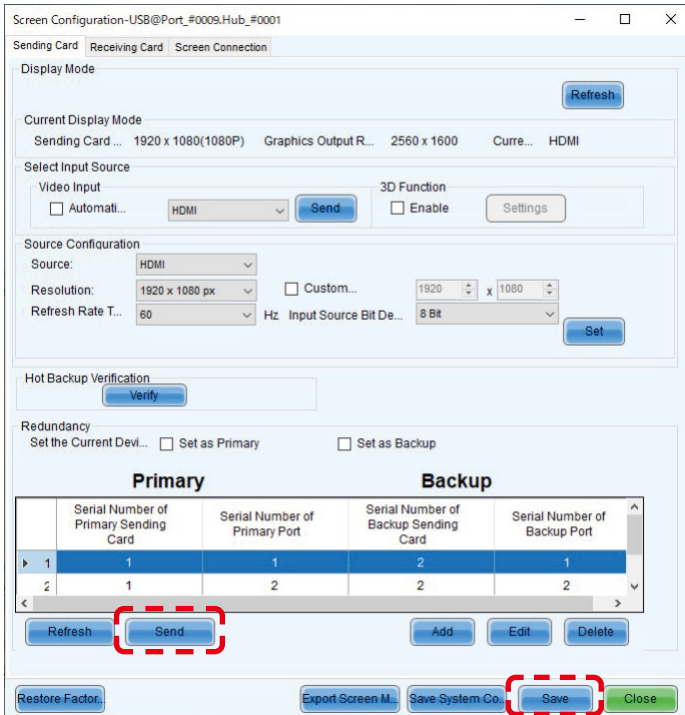 Screen Configuration-USB@Port_#0009.Hub_#0001
Sending Card Receiving Card Screen Connection
Display Mode
Refresh
Current Display Mode
Sending Card ... 1920 x 1080(1080P) Graphics Output R... 2560 x 1600 Curre... HDMI
Select Input Source
Video Input 3D Function
Automati... HDMI Send Enable Settings
Source Configuration
Source: HDMI
Resolution: 1920 x 1080 px Custom... 1920 x 1080
Refresh Rate T... 60 Hz Input Source Bit De... 8 Bit
Set
Hot Backup Verification
Verify
Redundancy
Set the Current Devi... Set as Primary Set as Backup
Primary Backup
Serial Number of Primary Sending Card Serial Number of Primary Port Serial Number of Backup Sending Card Serial Number of Backup Port
1 1 1 2 1
2 1 2 2 2
Refresh Send Add Edit Delete
Restore Factor... Export Screen M... Save System Co... Save Close